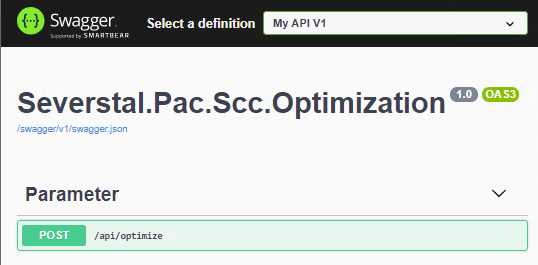 Swagger.
Supported by SMARTBEAR
Select a definition
My API V1
Severstal.Pac.Scc.Optimization 1.0 OAS3
/swagger/v1/swagger.json
Parameter
POST /api/optimize